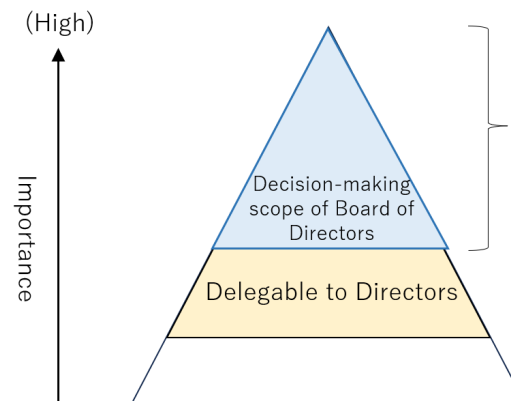 (High)
Importance
Decision-making
scope of Board of
Directors
Delegable to Directors